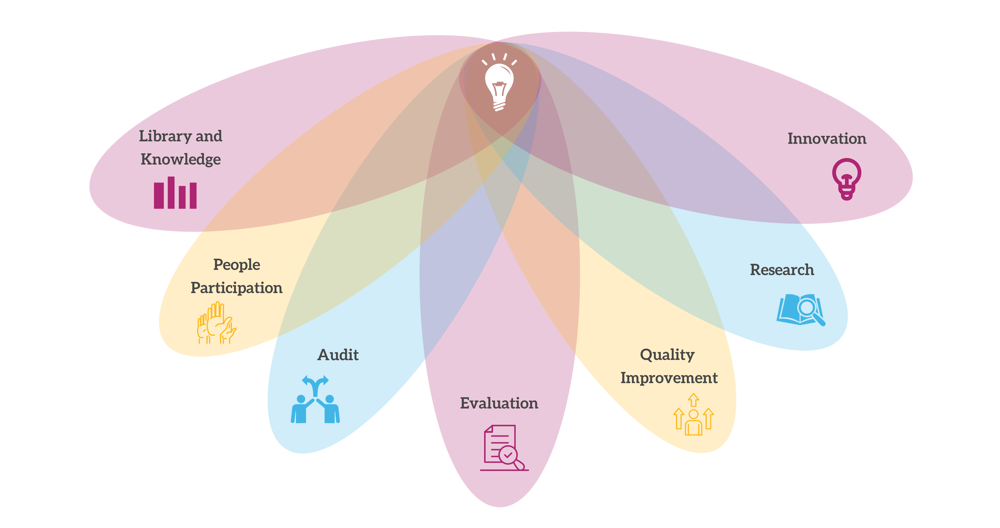 Library and
Knowledge
People
Participation
Audit
Evaluation
Quality
Improvement
Research
Innovation